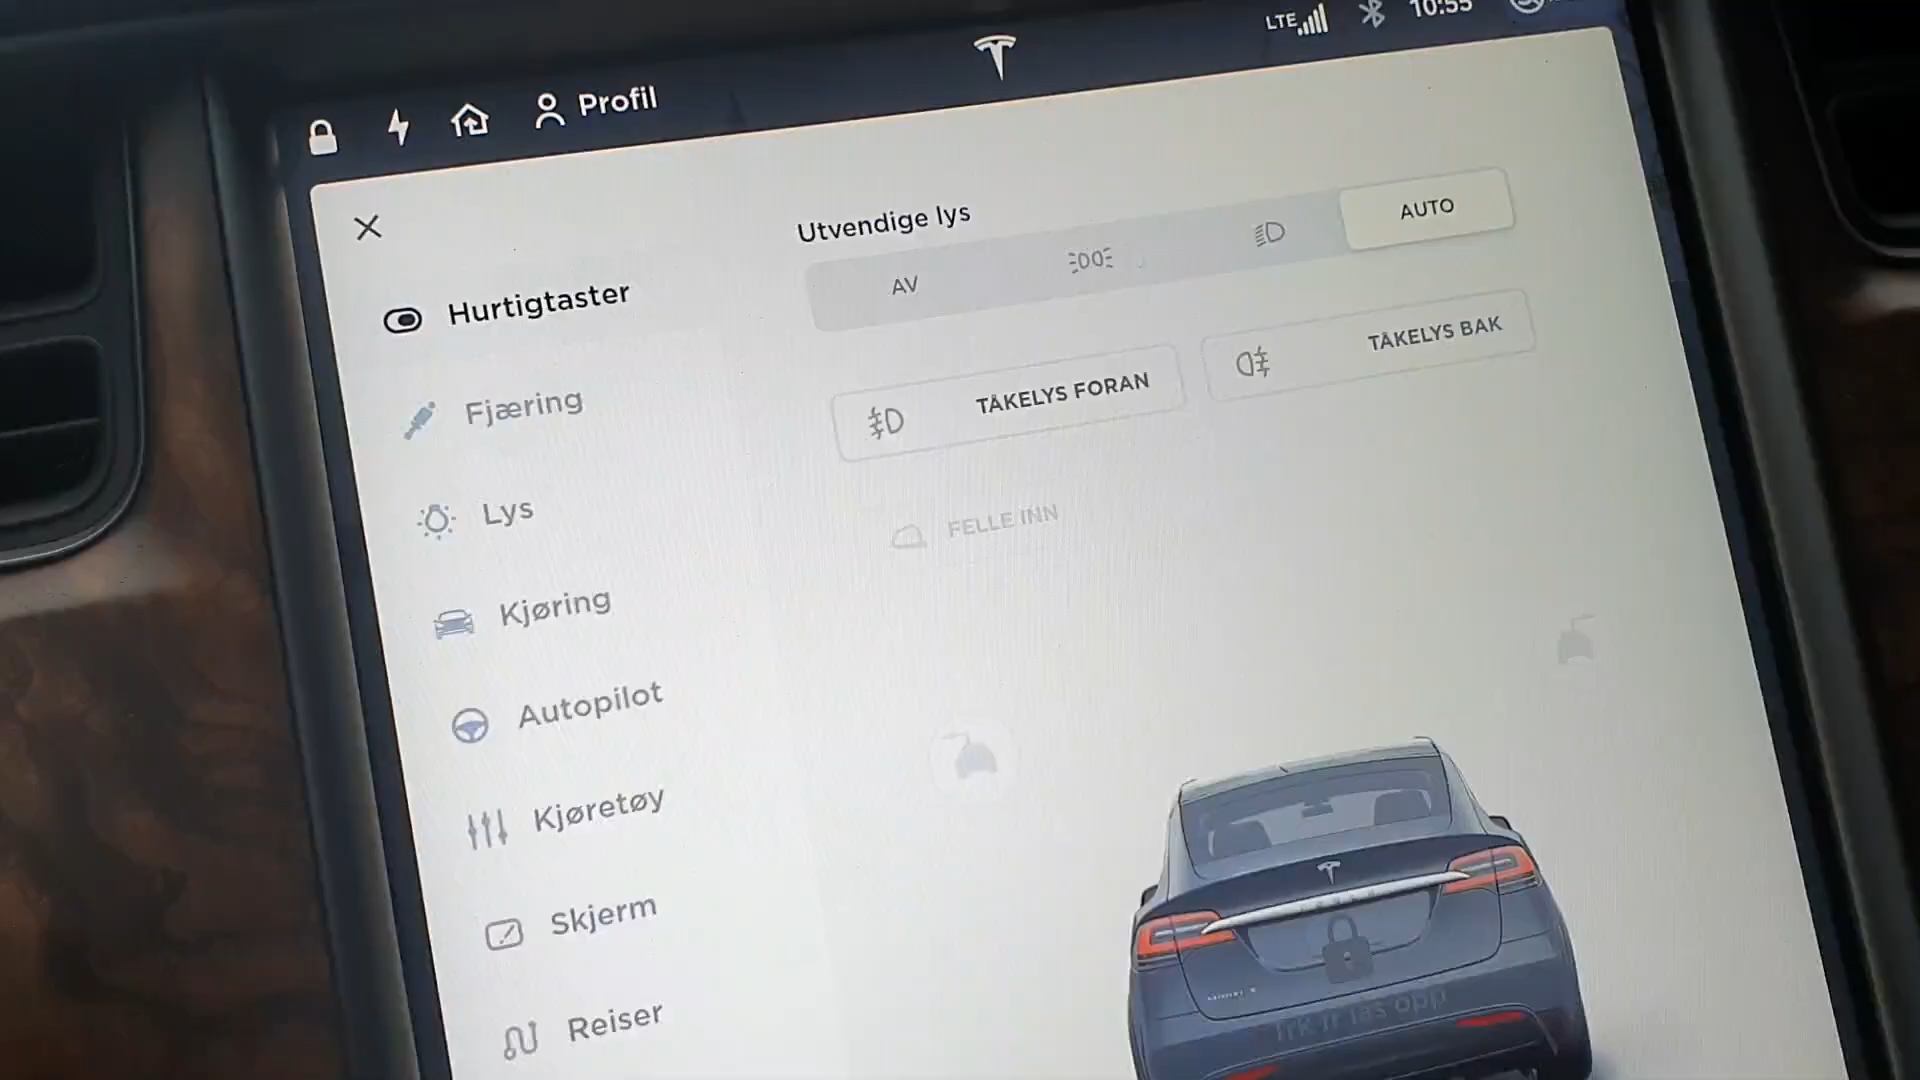 LTE 10:55
Profil
Utvendige lys
AV AUTO
Hurtigtaster
TÅKELYS FORAN TÅKELYS BAK
Fjæring
Lys
FELLE INN
Kjøring
Autopilot
Kjøretøy
Skjerm
Reiser